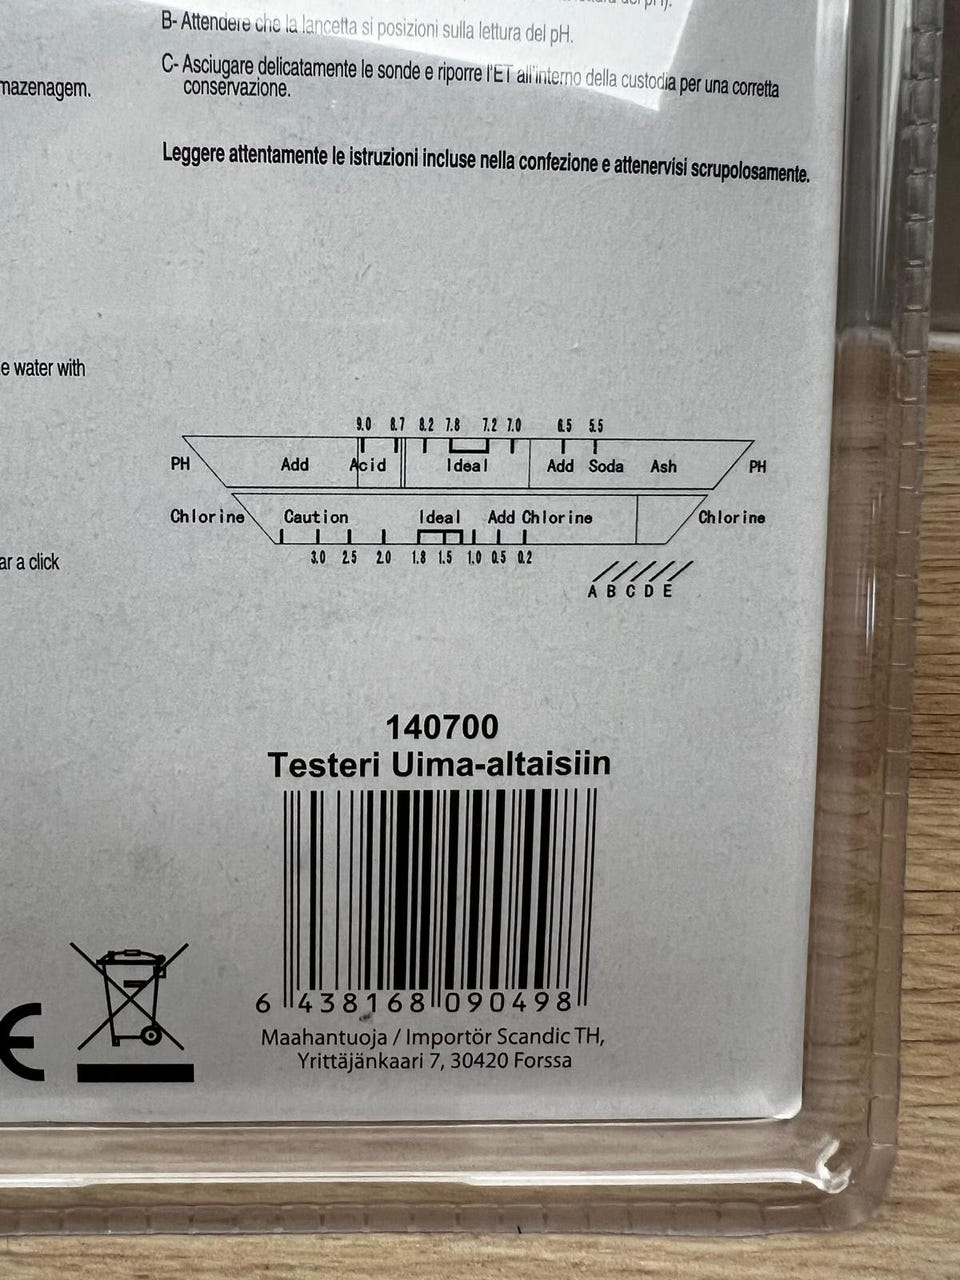 B- Attendere che la lancetta si posizioni sulla lettura del pH.
C- Asciugare delicatamente le sonde e riporre l'ET all'interno della custodia per una corretta
conservazione.
mazenagem.
Leggere attentamente le istruzioni incluse nella confezione e attenervisi scrupolosamente.
e water with
9.0 8.7 8.2 7.8 7.2 7.0 6.5 5.5
PH Add Acid Ideal Add Soda Ash PH
Chlorine Caution Ideal Add Chlorine Chlorine
3.0 2.5 2.0 1.8 1.5 1.0 0.5 0.2
ar a click
A B C D E
140700
Testeri Uima-altaisiin
6 438168 090498
CE
Maahantuoja / Importör Scandic TH,
Yrittäjänkaari 7, 30420 Forssa